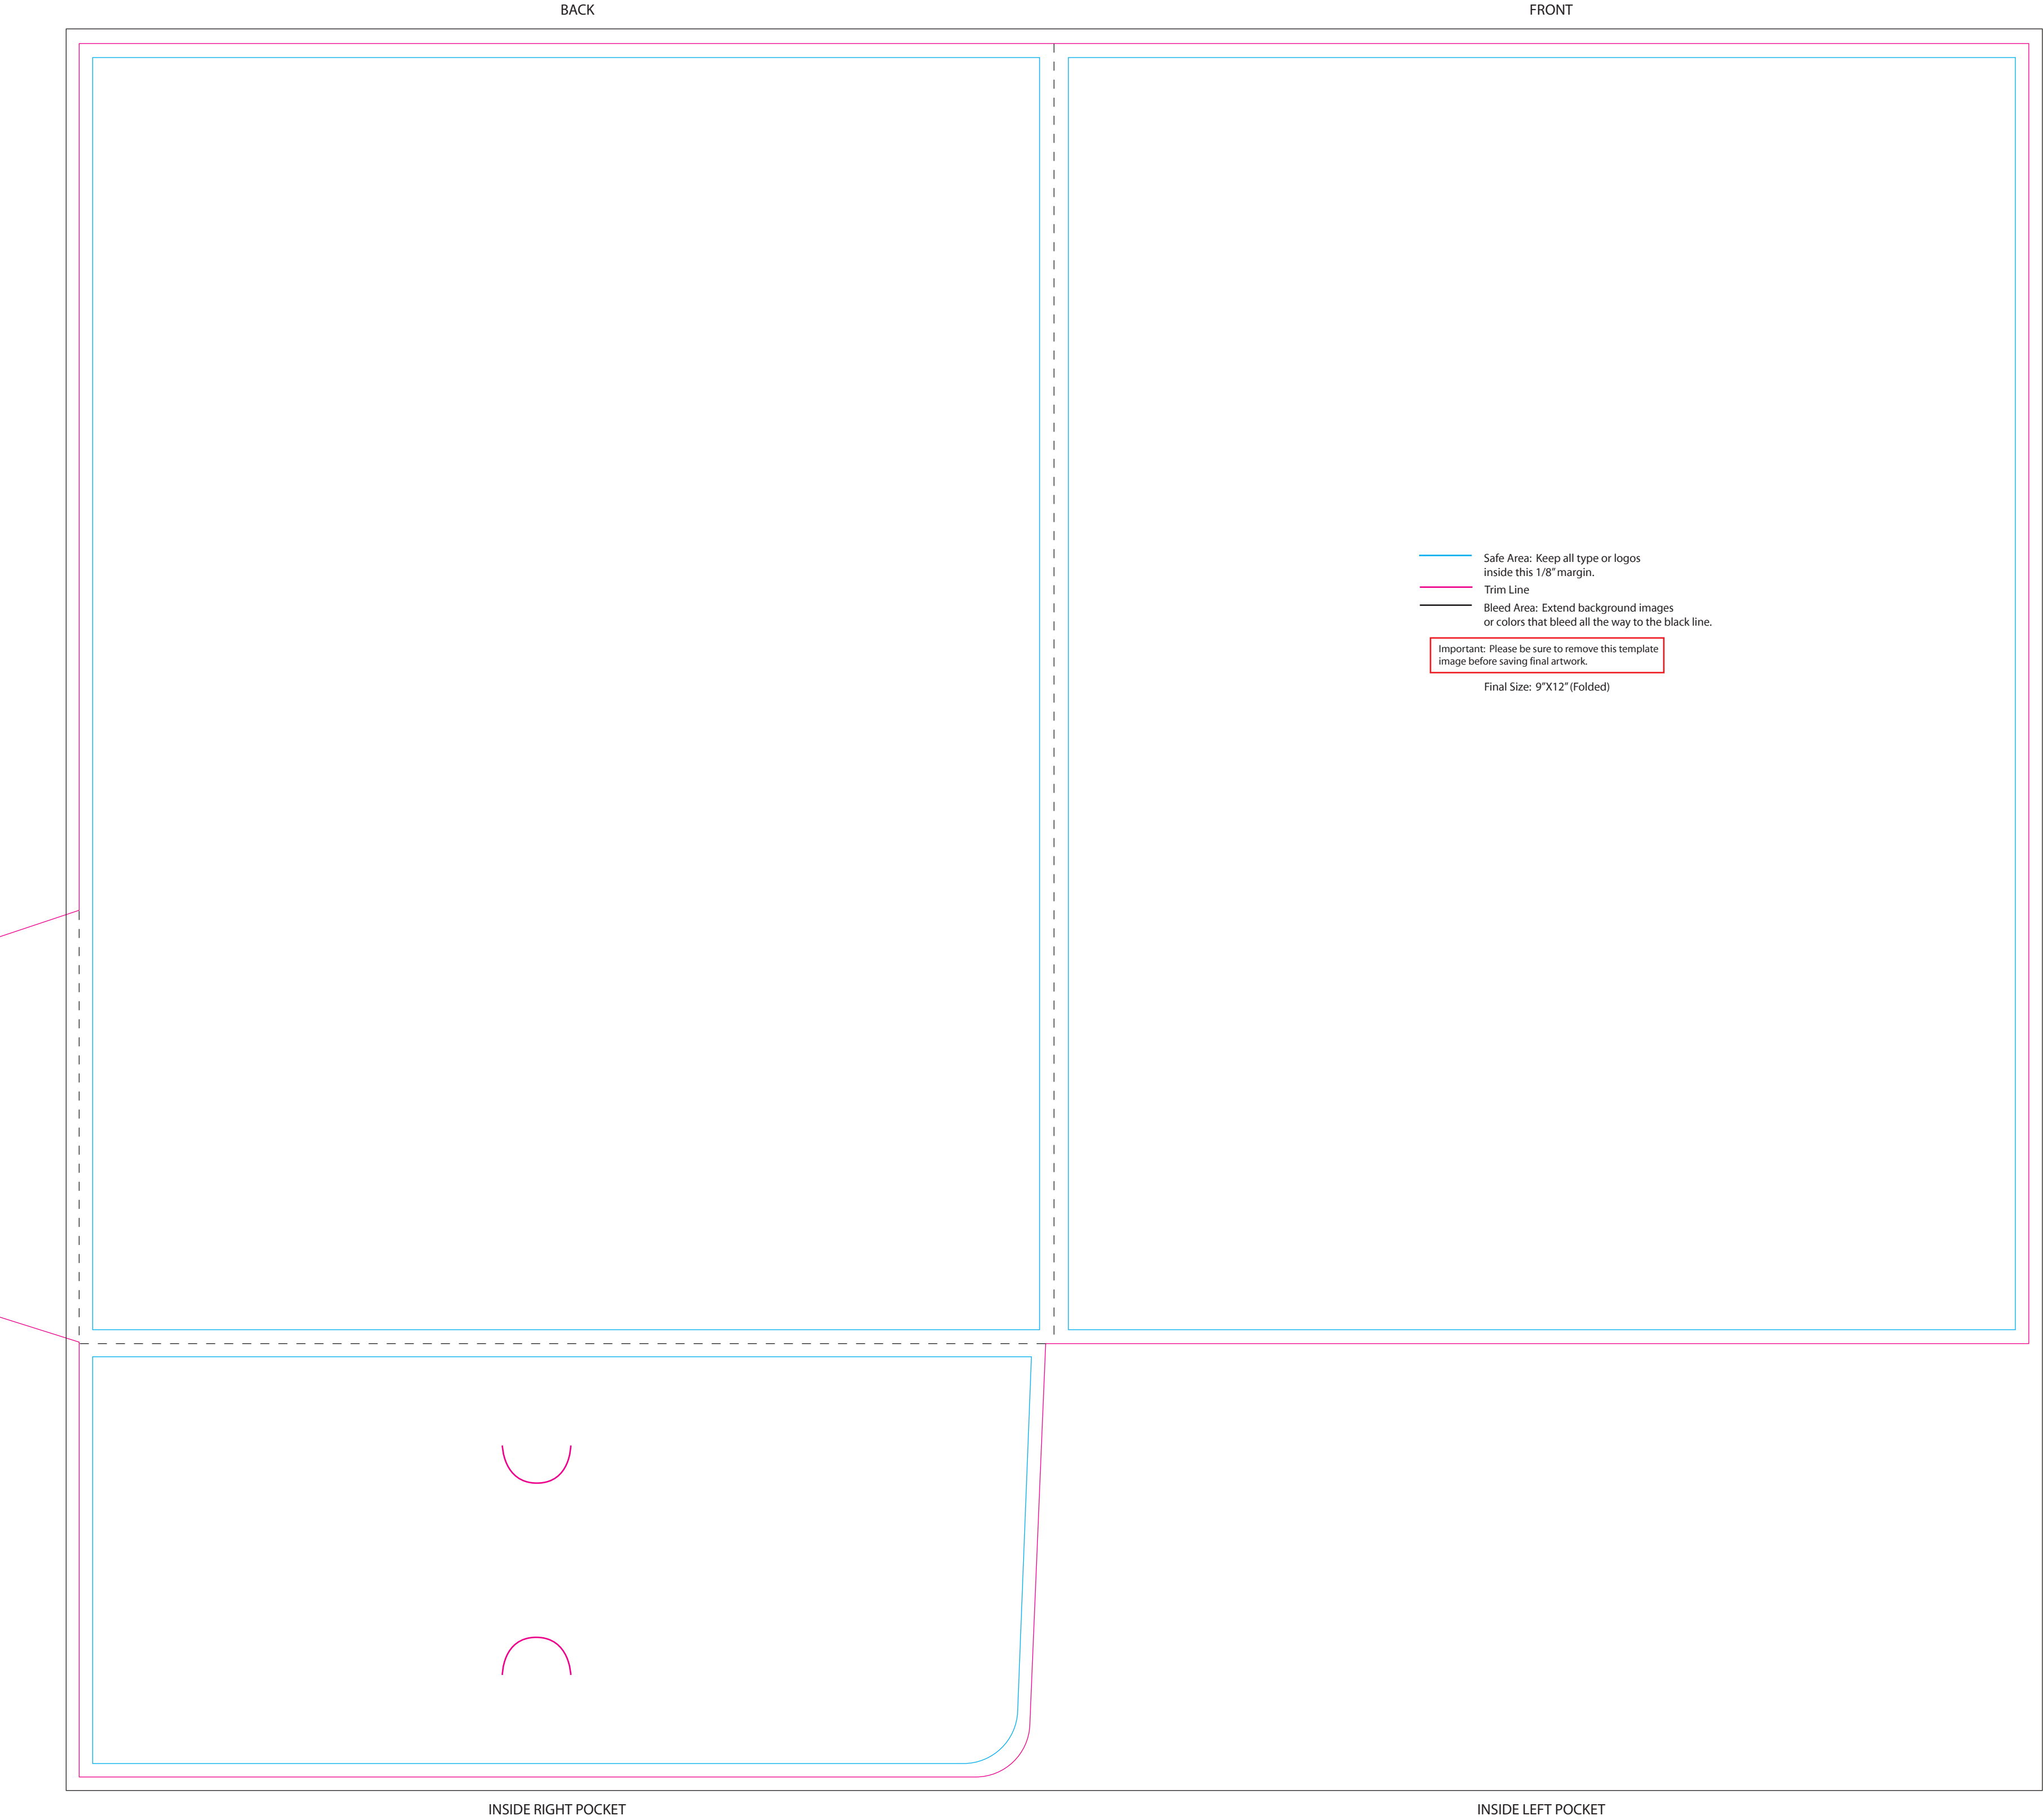 BACK
FRONT
Safe Area: Keep all type or logos
inside this 1/8" margin.
Trim Line
Bleed Area: Extend background images
or colors that bleed all the way to the black line.
Important: Please be sure to remove this template
image before saving final artwork.
Final Size: 9"X12" (Folded)
INSIDE RIGHT POCKET
INSIDE LEFT POCKET